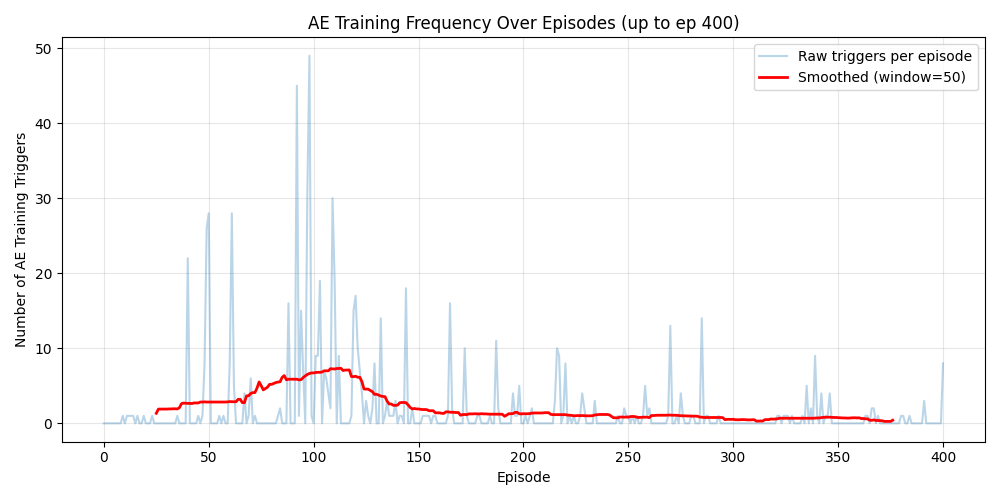 AE Training Frequency Over Episodes (up to ep 400)
Raw triggers per episode
Smoothed (window=50)
Number of AE Training Triggers
50
40
30
20
10
0
0 50 100 150 200 250 300 350 400
Episode